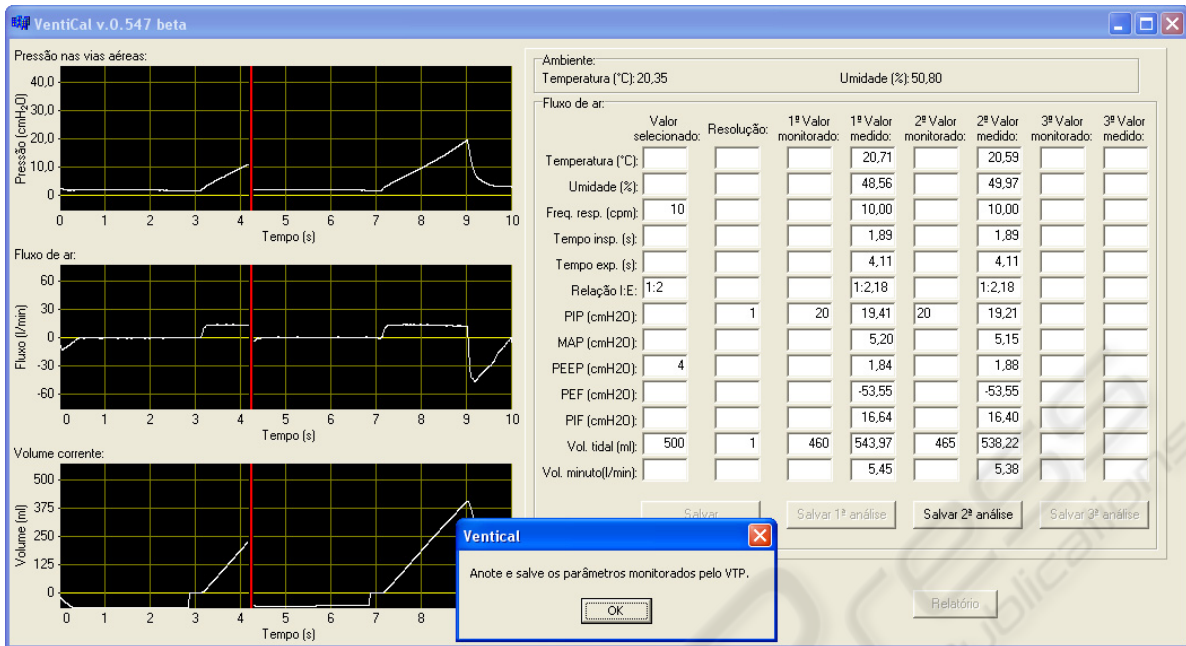 VentiCal v.0.547 beta
Pressão nas vias aéreas:
40,0
30,0
20,0
10,0
0
Pressão (cmH₂O)
0 1 2 3 4 5 6 7 8 9 10
Tempo (s)
Fluxo de ar:
60
30
0
-30
-60
Fluxo (l/min)
0 1 2 3 4 5 6 7 8 9 10
Tempo (s)
Volume corrente:
500
375
250
125
0
Volume (ml)
0 1 2 3 4 5 6 7 8
Tempo (s)
Ambiente:
Temperatura (°C): 20,35 Umidade (%): 50,80
Fluxo de ar:
Valor selecionado: Resolução: 1ª Valor monitorado: 1ª Valor medido: 2ª Valor monitorado: 2ª Valor medido: 3ª Valor monitorado: 3ª Valor medido:
Temperatura (°C): 20,71 20,59
Umidade (%): 48,56 49,97
Freq. resp. (cpm): 10 10,00 10,00
Tempo insp. (s): 1,89 1,89
Tempo exp. (s): 4,11 4,11
Relação I:E: 1:2 1:2,18 1:2,18
PIP (cmH2O): 1 20 19,41 20 19,21
MAP (cmH2O): 5,20 5,15
PEEP (cmH2O): 4 1,84 1,88
PEF (cmH2O): -53,55 -53,55
PIF (cmH2O): 16,64 16,40
Vol. tidal (ml): 500 1 460 543,97 465 538,22
Vol. minuto(l/min): 5,45 5,38
Salvar Salvar 1ª análise Salvar 2ª análise Salvar 3ª análise
Relatório
Ventical
Anote e salve os parâmetros monitorados pelo VTP.
OK